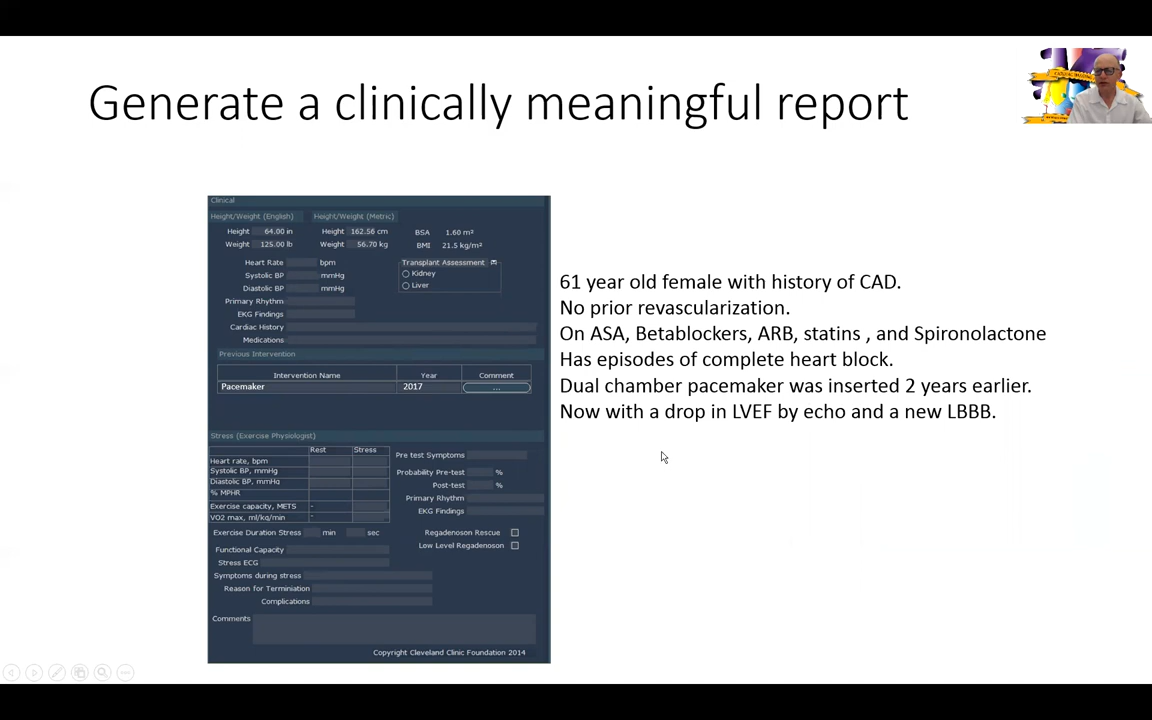 Generate a clinically meaningful report
Clinical
Height/Weight (English) Height/Weight (Metric)
Height 64.00 in Height 162.56 cm BSA 1.60 m²
Weight 125.00 lb Weight 56.70 kg BMI 21.5 kg/m²
Heart Rate bpm Transplant Assessment
Systolic BP mmHg Kidney
Diastolic BP mmHg Liver
Primary Rhythm
EKG Findings
Cardiac History
Medications
Previous Intervention
Intervention Name Year Comment
Pacemaker 2017 ...
Stress (Exercise Physiologist)
Rest Stress
Heart rate, bpm
Systolic BP, mmHg
Diastolic BP, mmHg
% MPHR
Exercise capacity, METS -
VO2 max, ml/kg/min -
Pre test Symptoms
Probability Pre-test %
Post-test %
Primary Rhythm
EKG Findings
Exercise Duration Stress min sec Regadenoson Rescue
Low Level Regadenoson
Functional Capacity
Stress ECG
Symptoms during stress
Reason for Terminiation
Complications
Comments
Copyright Cleveland Clinic Foundation 2014
61 year old female with history of CAD.
No prior revascularization.
On ASA, Betablockers, ARB, statins , and Spironolactone
Has episodes of complete heart block.
Dual chamber pacemaker was inserted 2 years earlier.
Now with a drop in LVEF by echo and a new LBBB.